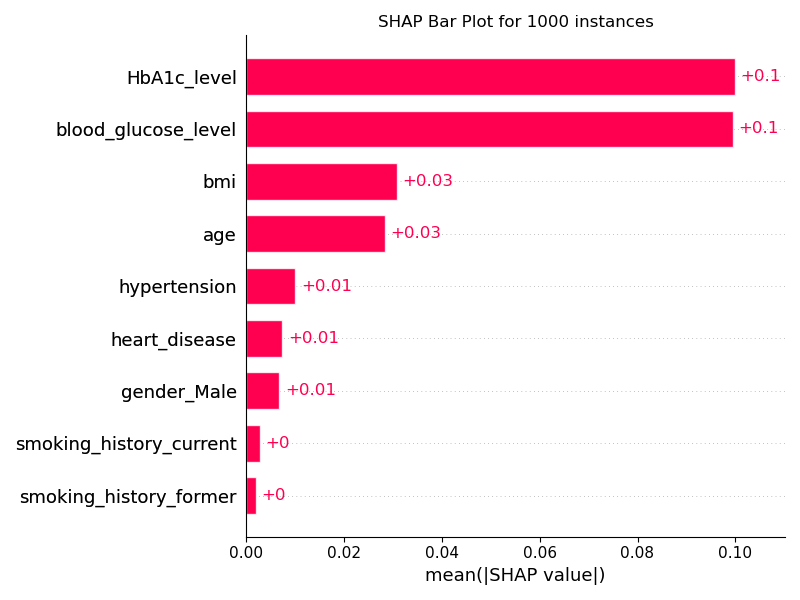 SHAP Bar Plot for 1000 instances
HbA1c_level +0.1
blood_glucose_level +0.1
bmi +0.03
age +0.03
hypertension +0.01
heart_disease +0.01
gender_Male +0.01
smoking_history_current +0
smoking_history_former +0
0.00 0.02 0.04 0.06 0.08 0.10
mean(|SHAP value|)